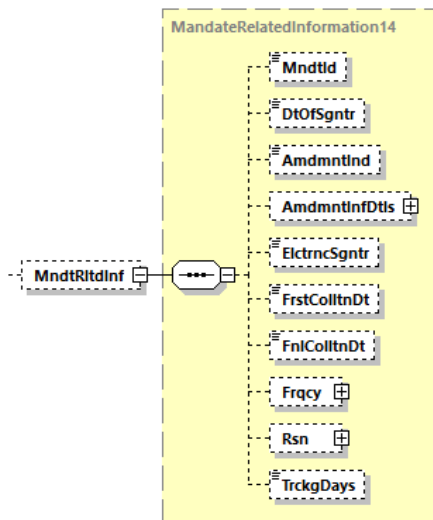 MandateRelatedInformation14
MndtId
DtOfSgntr
AmdmntInd
AmdmntInfDtls
ElctrncSgntr
MndtRltdInf
FrstColltnDt
FnlColltnDt
Frqcy
Rsn
TrckgDays